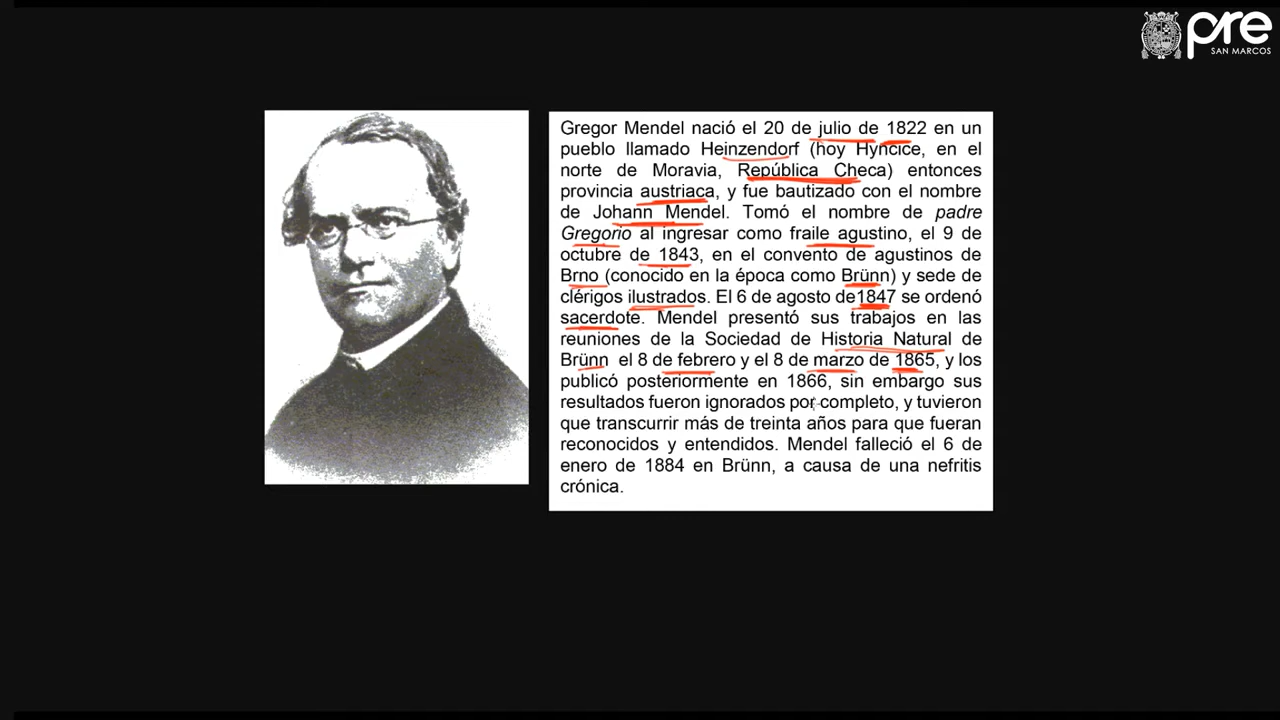 pre
SAN MARCOS
Gregor Mendel nació el 20 de julio de 1822 en un
pueblo llamado Heinzendorf (hoy Hyncice, en el
norte de Moravia, República Checa) entonces
provincia austriaca, y fue bautizado con el nombre
de Johann Mendel. Tomó el nombre de padre
Gregorio al ingresar como fraile agustino, el 9 de
octubre de 1843, en el convento de agustinos de
Brno (conocido en la época como Brünn) y sede de
clérigos ilustrados. El 6 de agosto de1847 se ordenó
sacerdote. Mendel presentó sus trabajos en las
reuniones de la Sociedad de Historia Natural de
Brünn el 8 de febrero y el 8 de marzo de 1865, y los
publicó posteriormente en 1866, sin embargo sus
resultados fueron ignorados por completo, y tuvieron
que transcurrir más de treinta años para que fueran
reconocidos y entendidos. Mendel falleció el 6 de
enero de 1884 en Brünn, a causa de una nefritis
crónica.